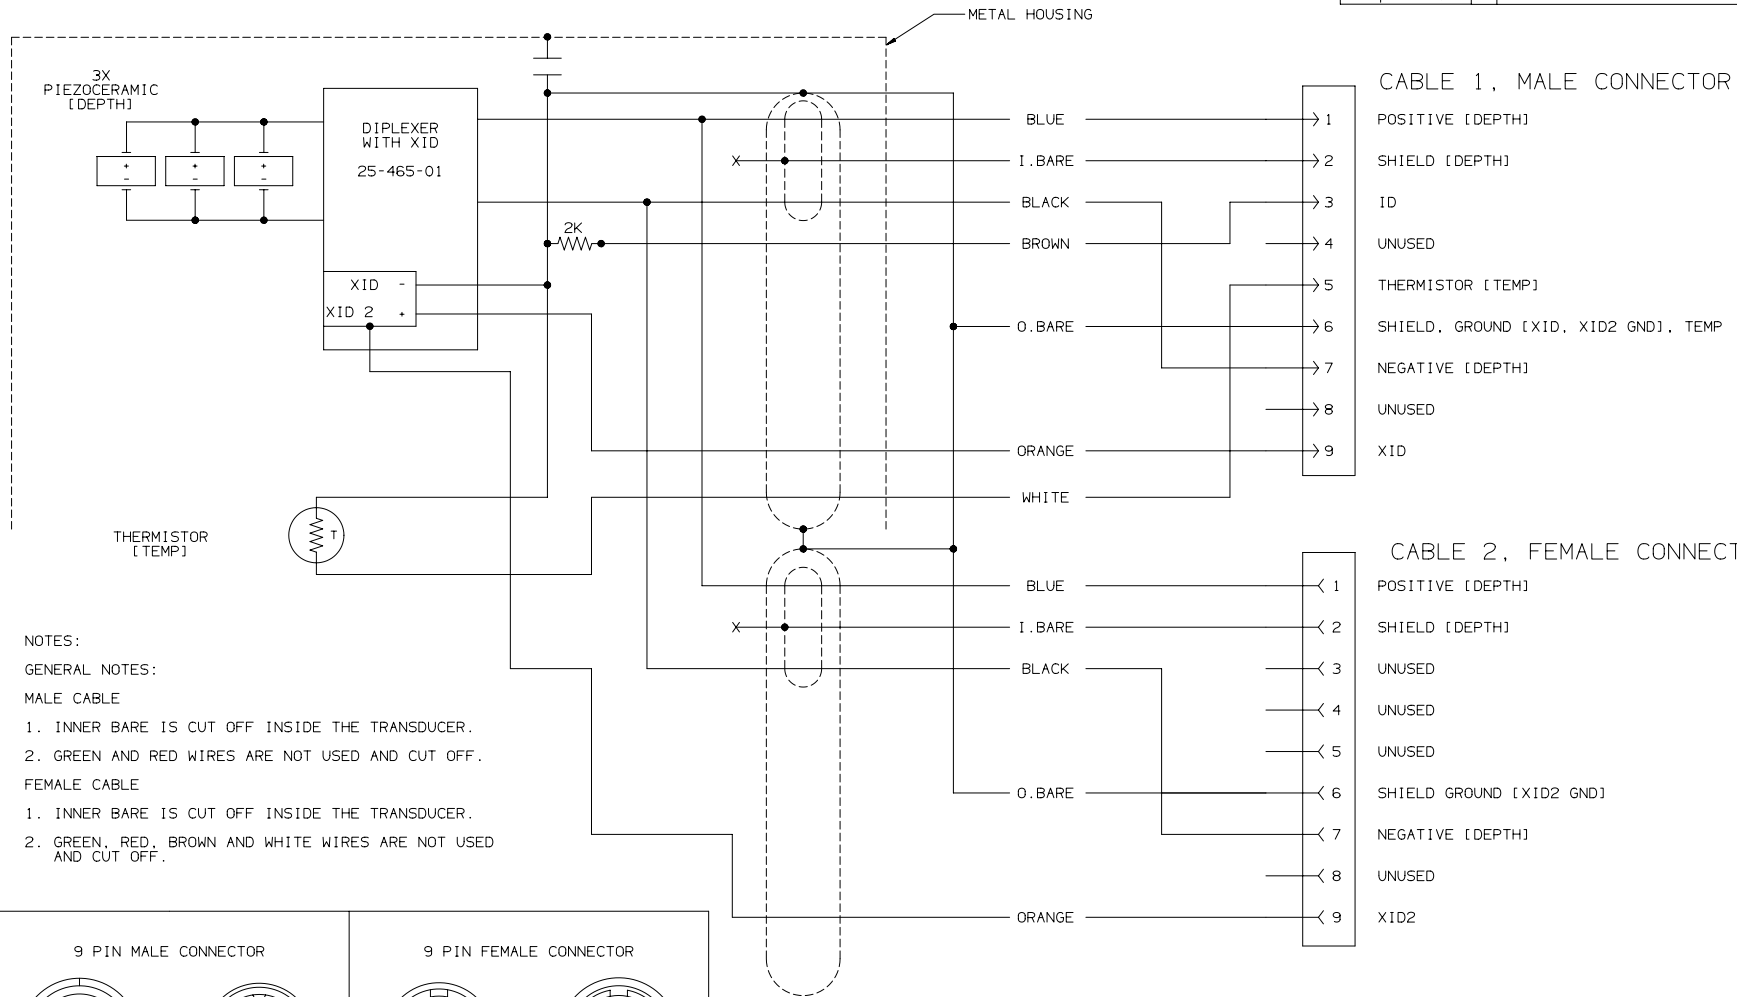 METAL HOUSING
3X
PIEZOCERAMIC
[DEPTH]
+ + +
- - -
DIPLEXER
WITH XID
25-465-01
XID -
XID 2 +
2K
THERMISTOR
[TEMP]
T
BLUE
I.BARE
BLACK
BROWN
O.BARE
ORANGE
WHITE
CABLE 1, MALE CONNECTOR
1 POSITIVE [DEPTH]
2 SHIELD [DEPTH]
3 ID
4 UNUSED
5 THERMISTOR [TEMP]
6 SHIELD, GROUND [XID, XID2 GND], TEMP
7 NEGATIVE [DEPTH]
8 UNUSED
9 XID
BLUE
I.BARE
BLACK
O.BARE
ORANGE
CABLE 2, FEMALE CONNECT
1 POSITIVE [DEPTH]
2 SHIELD [DEPTH]
3 UNUSED
4 UNUSED
5 UNUSED
6 SHIELD GROUND [XID2 GND]
7 NEGATIVE [DEPTH]
8 UNUSED
9 XID2
NOTES:
GENERAL NOTES:
MALE CABLE
1. INNER BARE IS CUT OFF INSIDE THE TRANSDUCER.
2. GREEN AND RED WIRES ARE NOT USED AND CUT OFF.
FEMALE CABLE
1. INNER BARE IS CUT OFF INSIDE THE TRANSDUCER.
2. GREEN, RED, BROWN AND WHITE WIRES ARE NOT USED
AND CUT OFF.
9 PIN MALE CONNECTOR
9 PIN FEMALE CONNECTOR